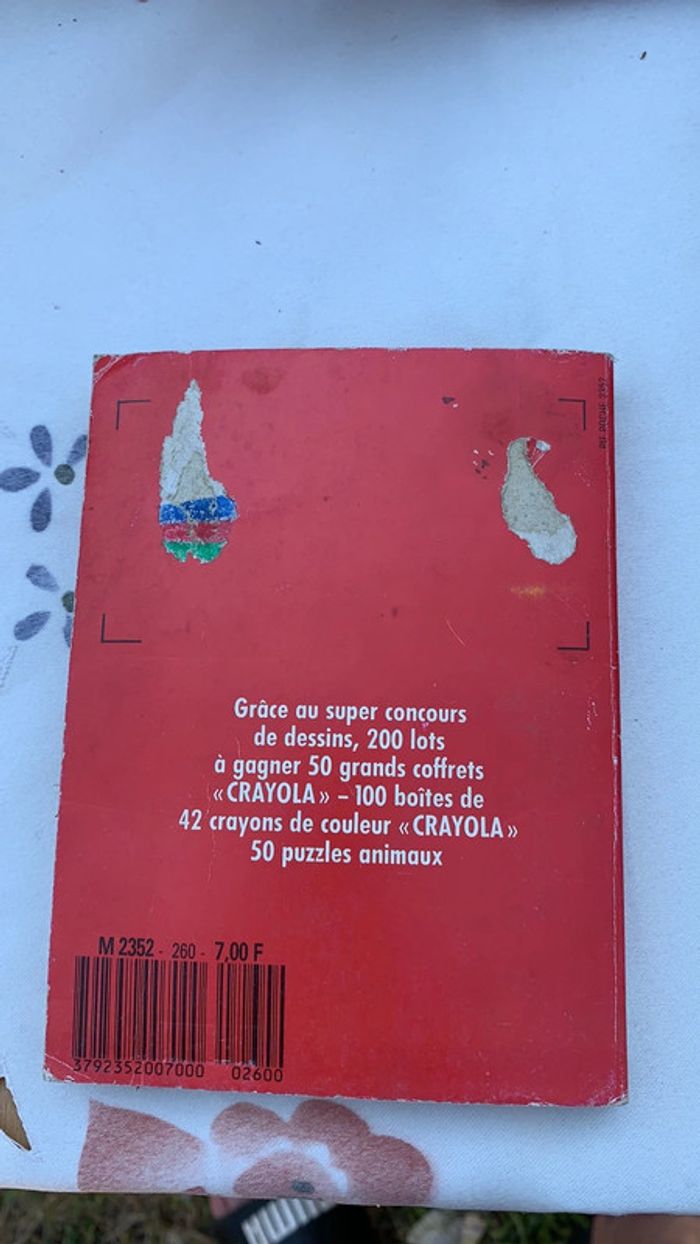 Grâce au super concours
de dessins, 200 lots
à gagner 50 grands coffrets
«CRAYOLA» – 100 boîtes de
42 crayons de couleur «CRAYOLA»
50 puzzles animaux
M 2352 - 260 - 7,00 F
3792352007000 02600